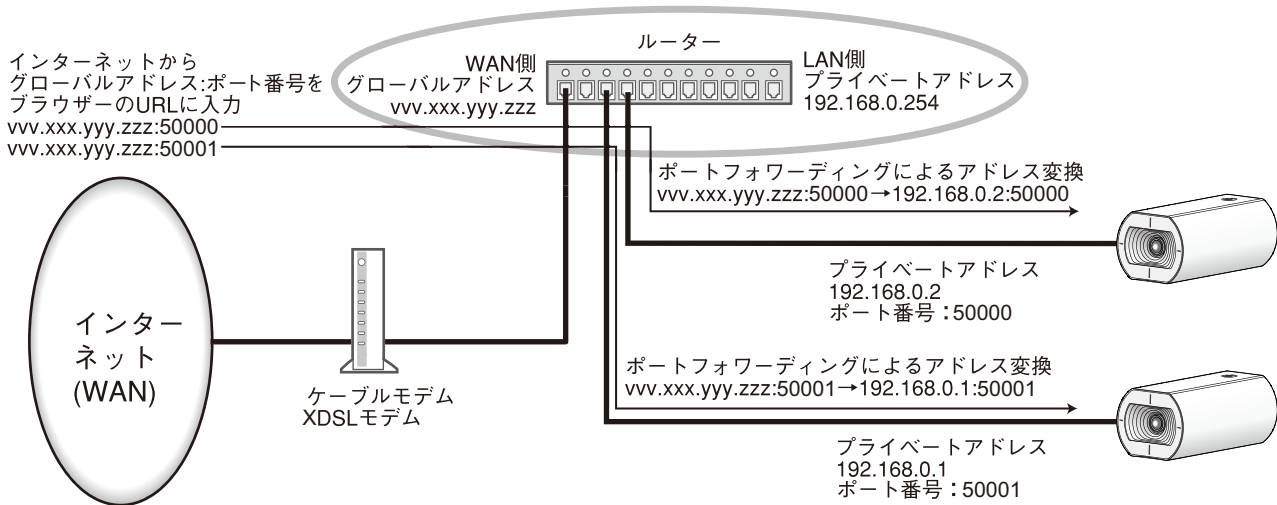 インターネットから
グローバルアドレス:ポート番号を
ブラウザーのURLに入力
vvv.xxx.yyy.zzz:50000
vvv.xxx.yyy.zzz:50001
ルーター
WAN側
グローバルアドレス
vvv.xxx.yyy.zzz
LAN側
プライベートアドレス
192.168.0.254
ポートフォワーディングによるアドレス変換
vvv.xxx.yyy.zzz:50000→192.168.0.2:50000
プライベートアドレス
192.168.0.2
ポート番号：50000
インター
ネット
(WAN)
ケーブルモデム
XDSLモデム
ポートフォワーディングによるアドレス変換
vvv.xxx.yyy.zzz:50001→192.168.0.1:50001
プライベートアドレス
192.168.0.1
ポート番号：50001